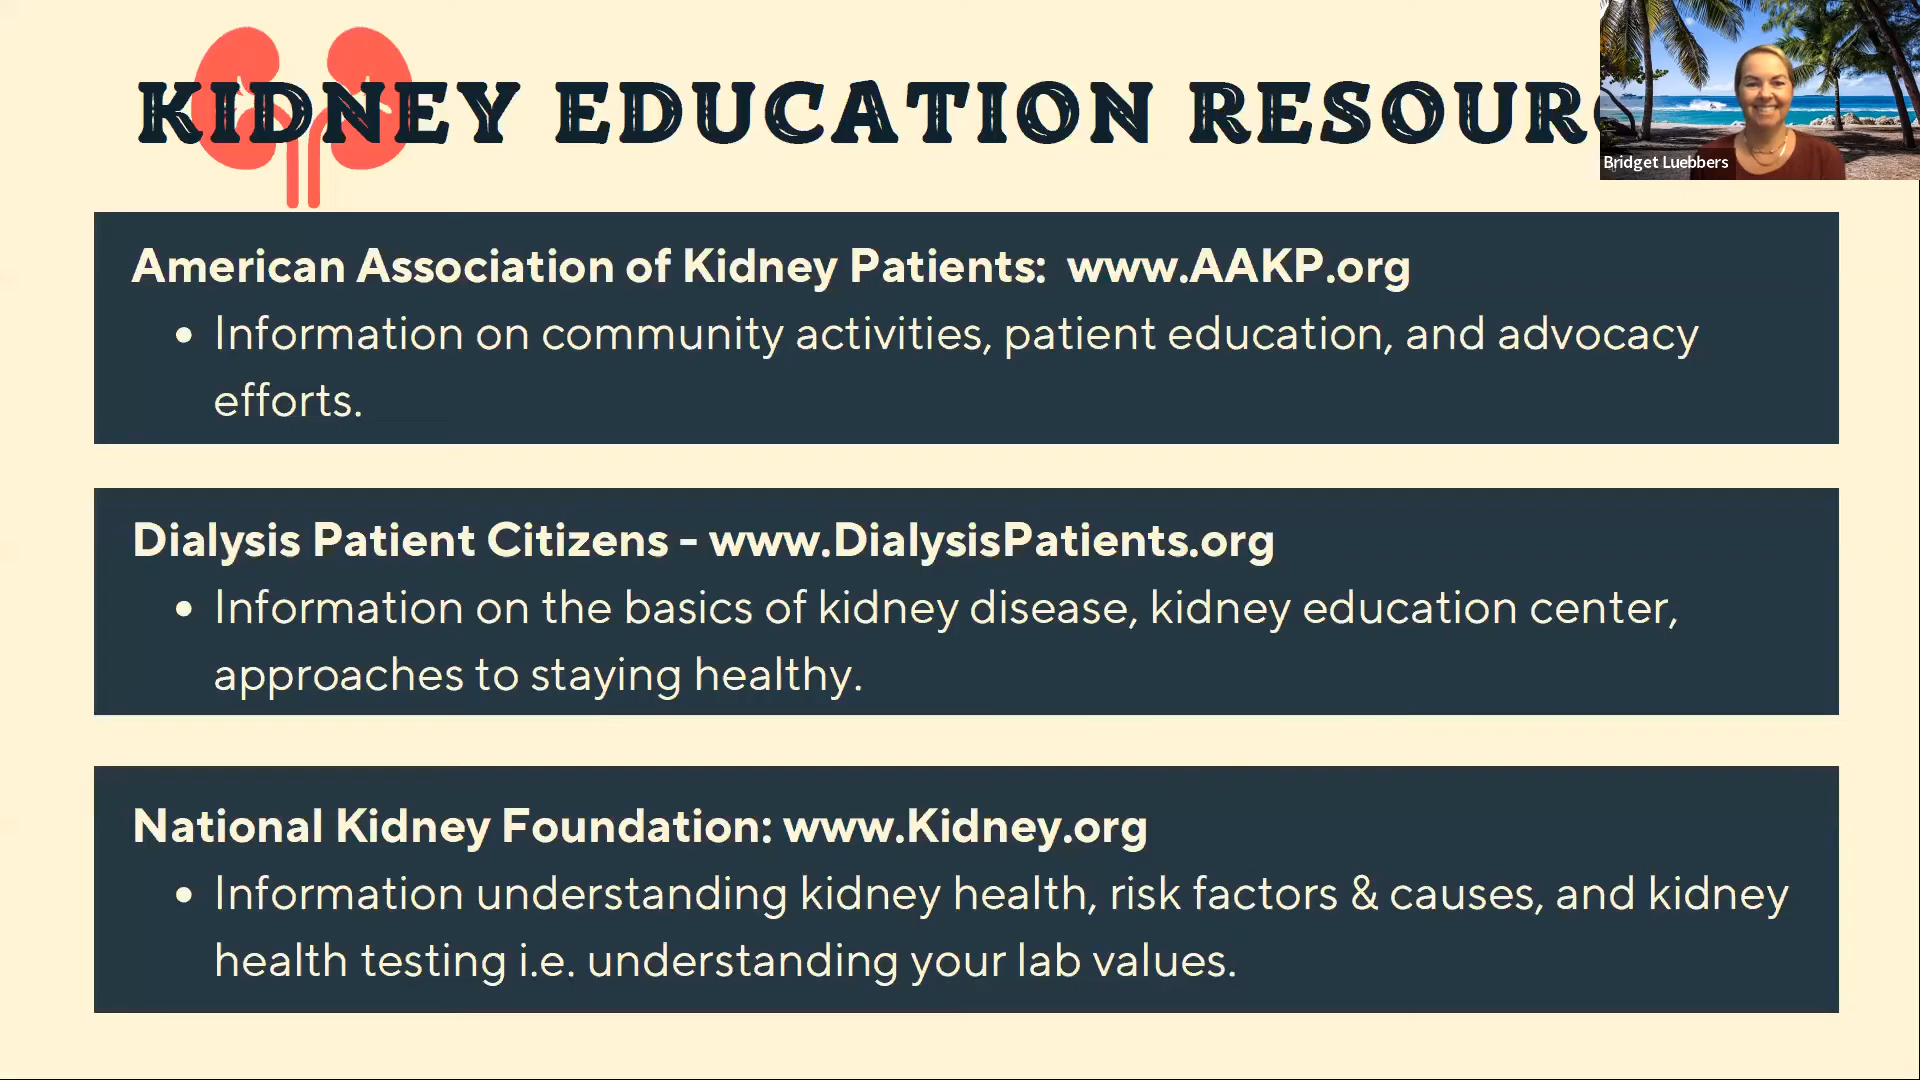 KIDNEY EDUCATION RESOUR
Bridget Luebbers
American Association of Kidney Patients:  www.AAKP.org
• Information on community activities, patient education, and advocacy
efforts.
Dialysis Patient Citizens - www.DialysisPatients.org
• Information on the basics of kidney disease, kidney education center,
approaches to staying healthy.
National Kidney Foundation: www.Kidney.org
• Information understanding kidney health, risk factors & causes, and kidney
health testing i.e. understanding your lab values.